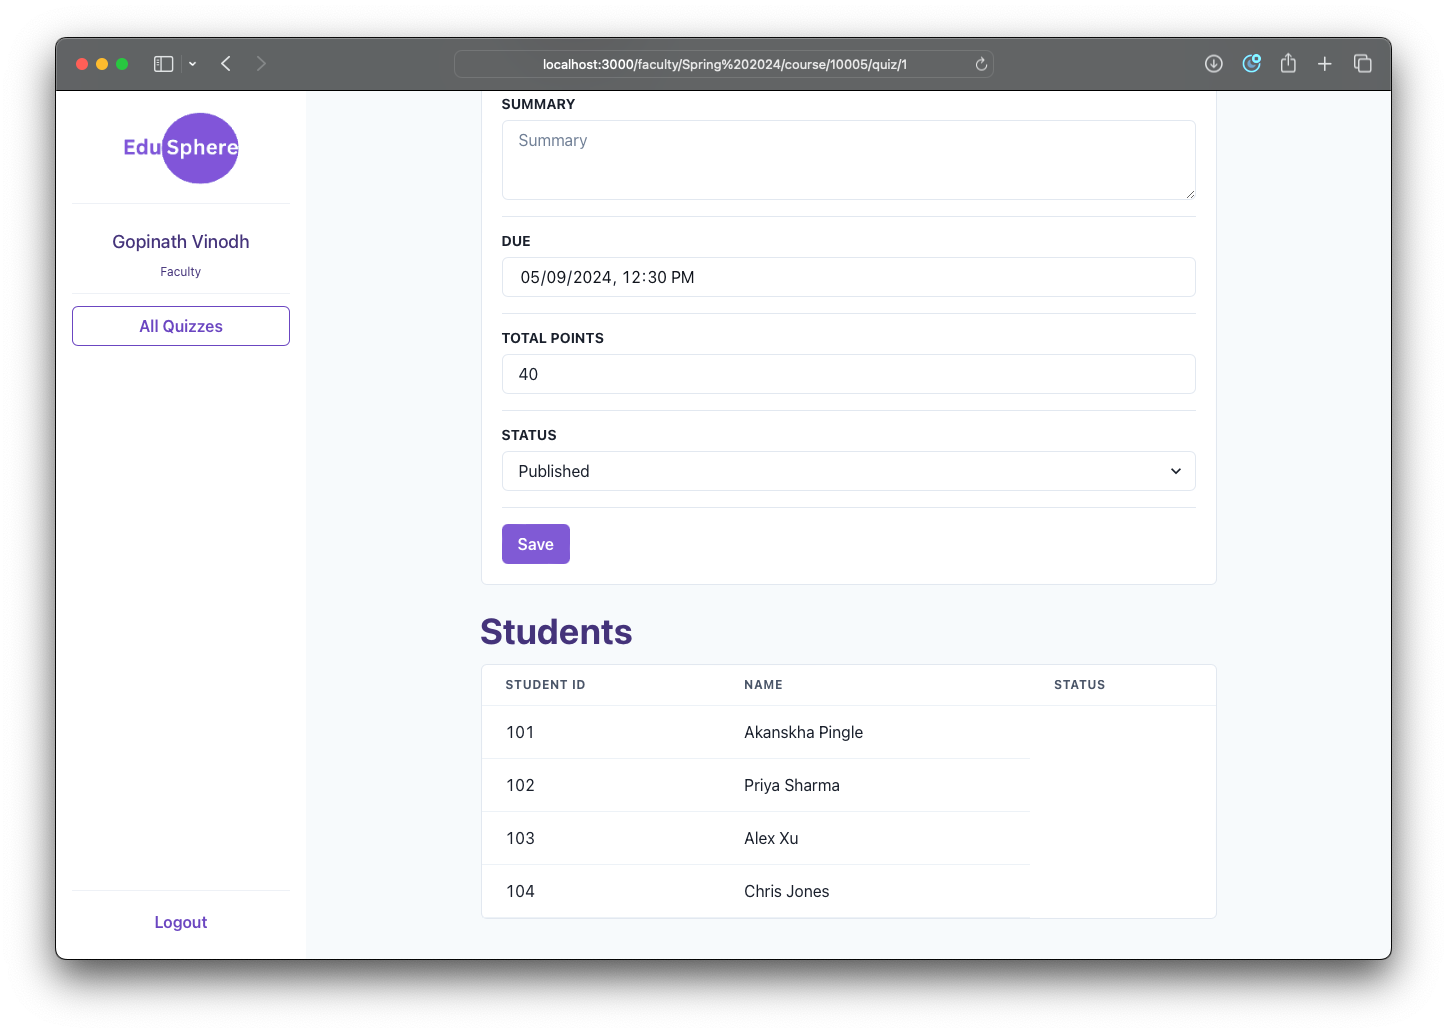 localhost:3000/faculty/Spring%202024/course/10005/quiz/1
EduSphere
Gopinath Vinodh
Faculty
All Quizzes
Logout
SUMMARY
Summary
DUE
05/09/2024, 12:30 PM
TOTAL POINTS
40
STATUS
Published
Save
Students
STUDENT ID NAME STATUS
101 Akanskha Pingle
102 Priya Sharma
103 Alex Xu
104 Chris Jones